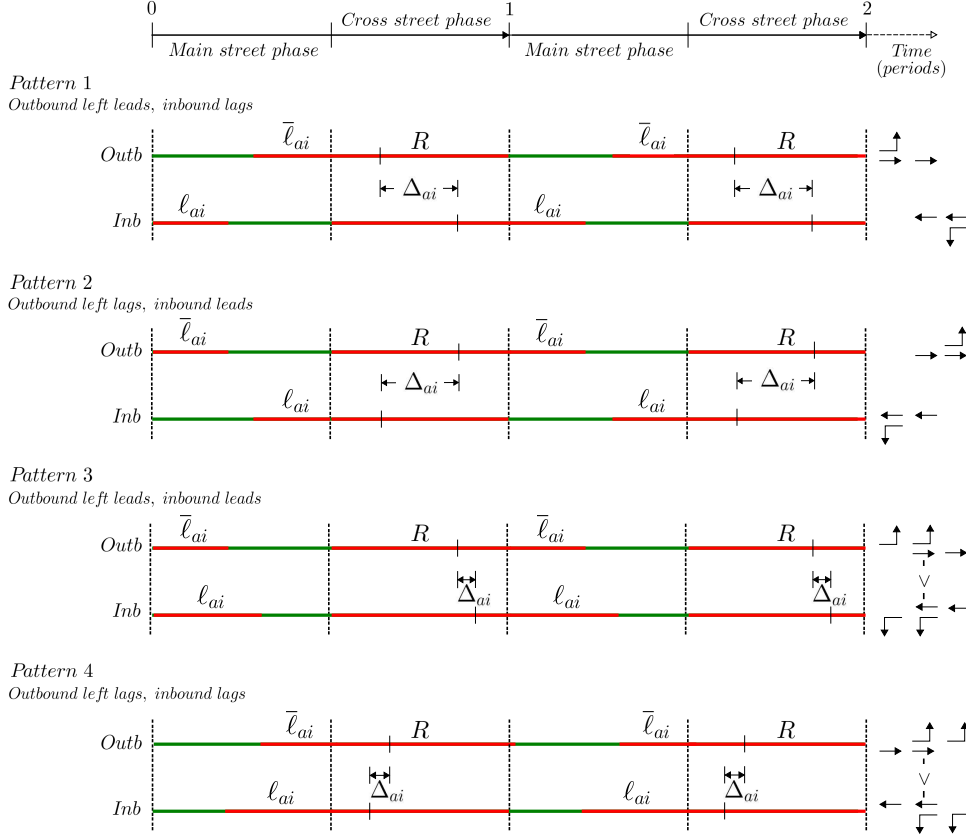 0 1 2
Cross street phase Cross street phase
Main street phase Main street phase Time
(periods)
Pattern 1
Outbound left leads, inbound lags
ℓ̅ₐᵢ R ℓ̅ₐᵢ R
Outb
Δₐᵢ Δₐᵢ
ℓₐᵢ ℓₐᵢ
Inb
Pattern 2
Outbound left lags, inbound leads
ℓ̅ₐᵢ R ℓ̅ₐᵢ R
Outb
Δₐᵢ Δₐᵢ
ℓₐᵢ ℓₐᵢ
Inb
Pattern 3
Outbound left leads, inbound leads
ℓ̅ₐᵢ R ℓ̅ₐᵢ R
Outb
Δₐᵢ Δₐᵢ
ℓₐᵢ ℓₐᵢ
Inb
Pattern 4
Outbound left lags, inbound lags
ℓ̅ₐᵢ R ℓ̅ₐᵢ R
Outb
Δₐᵢ Δₐᵢ
ℓₐᵢ ℓₐᵢ
Inb